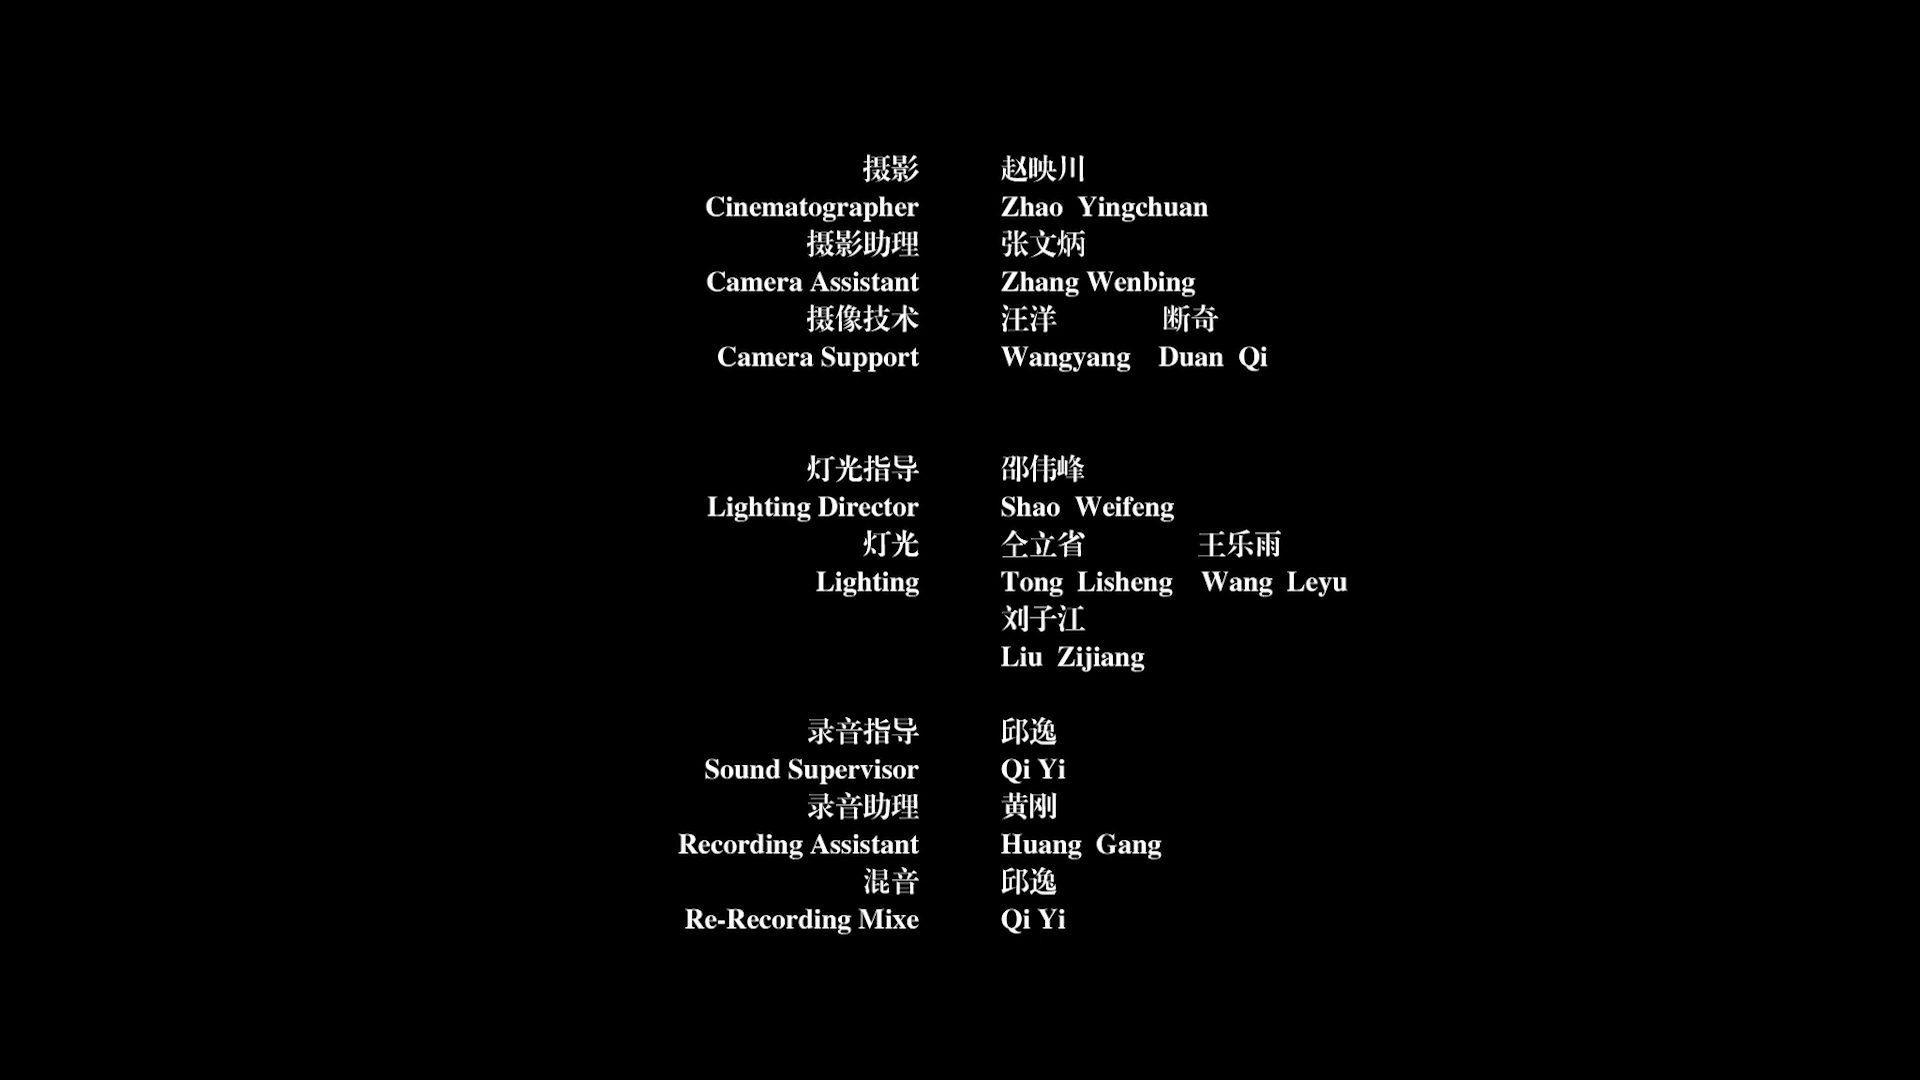 摄影 赵映川
Cinematographer Zhao Yingchuan
摄影助理 张文炳
Camera Assistant Zhang Wenbing
摄像技术 汪洋 断奇
Camera Support Wangyang Duan Qi
灯光指导 邵伟峰
Lighting Director Shao Weifeng
灯光 仝立省 王乐雨
Lighting Tong Lisheng Wang Leyu
刘子江
Liu Zijiang
录音指导 邱逸
Sound Supervisor Qi Yi
录音助理 黄刚
Recording Assistant Huang Gang
混音 邱逸
Re-Recording Mixe Qi Yi